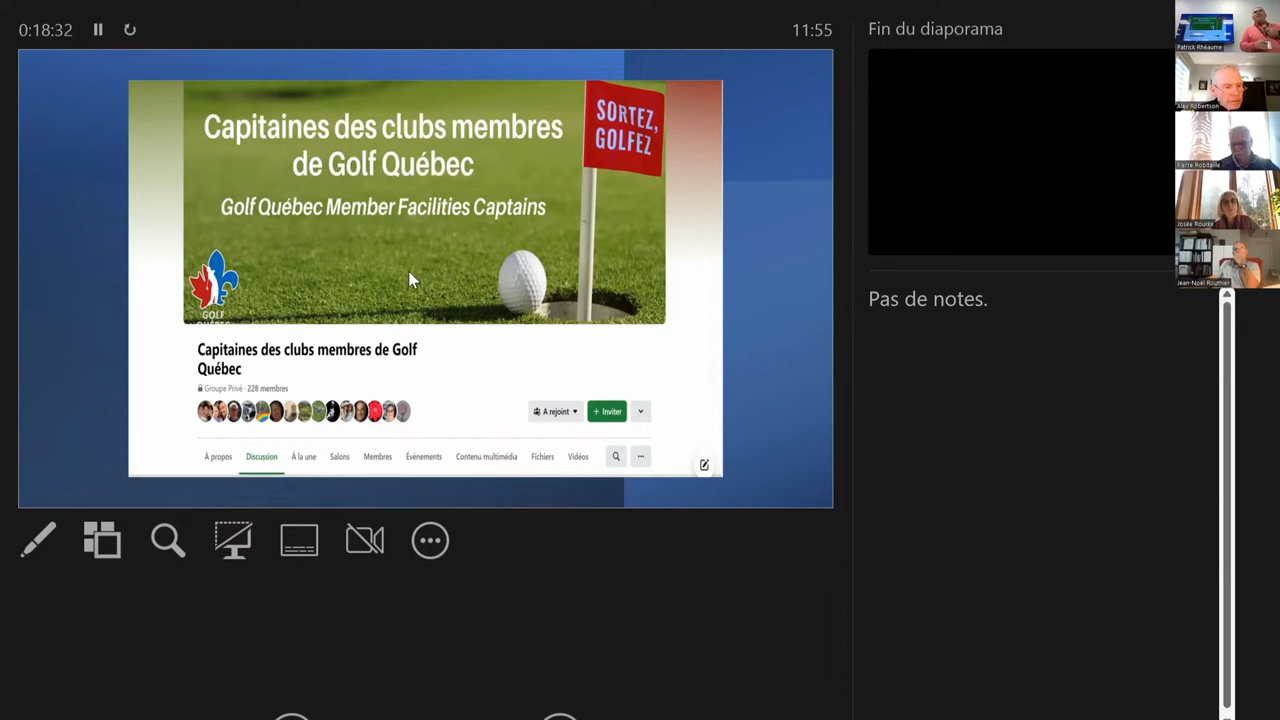 0:18:32
11:55
Fin du diaporama
Capitaines des clubs membres
de Golf Québec
Golf Québec Member Facilities Captains
SORTEZ,
GOLFEZ
GOLF
QUÉBEC
Capitaines des clubs membres de Golf
Québec
Groupe Privé · 228 membres
A rejoint
+ Inviter
À propos
Discussion
À la une
Salons
Membres
Évènements
Contenu multimédia
Fichiers
Vidéos
Pas de notes.
Patrick Rhéaume
Alex Robertson
Pierre Robitaille
Josée Rourke
Jean-Noël Routhier